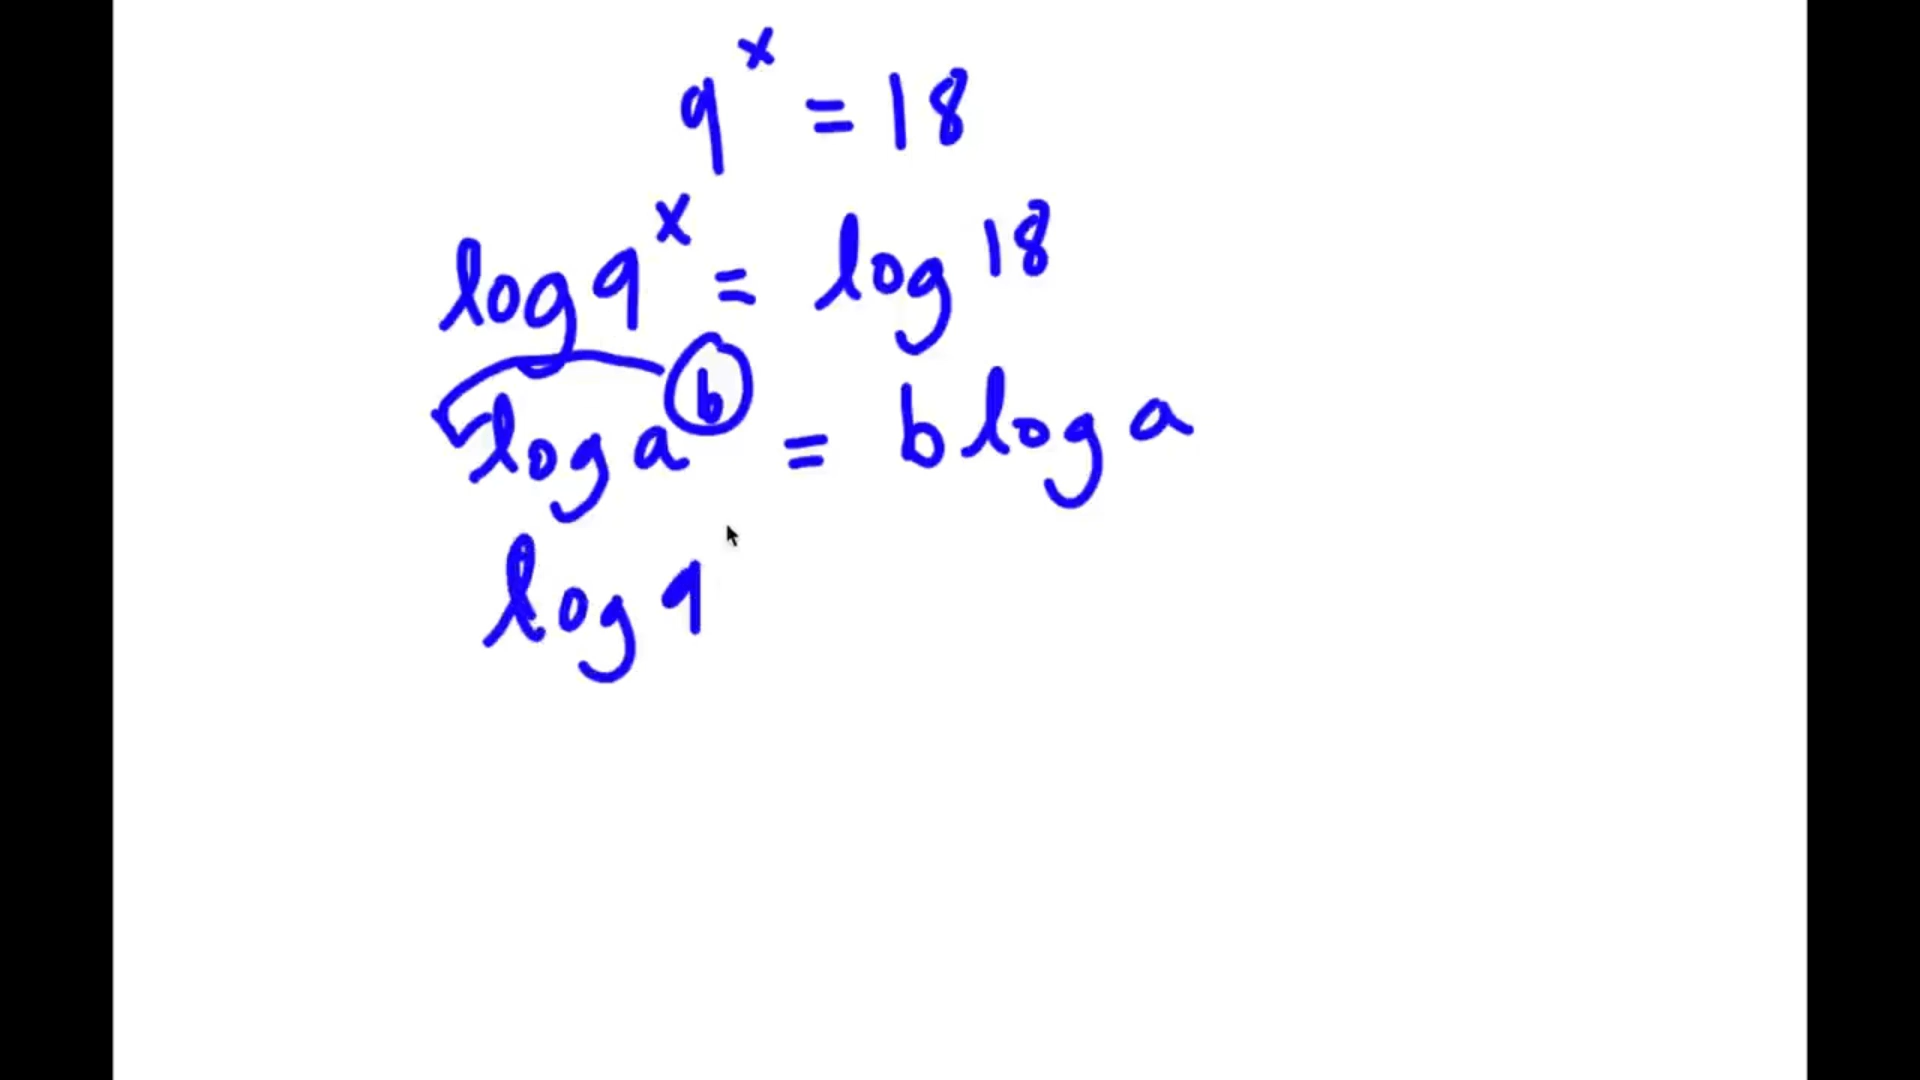 9^x = 18
log 9^x = log 18
log a^b = b log a
log 9